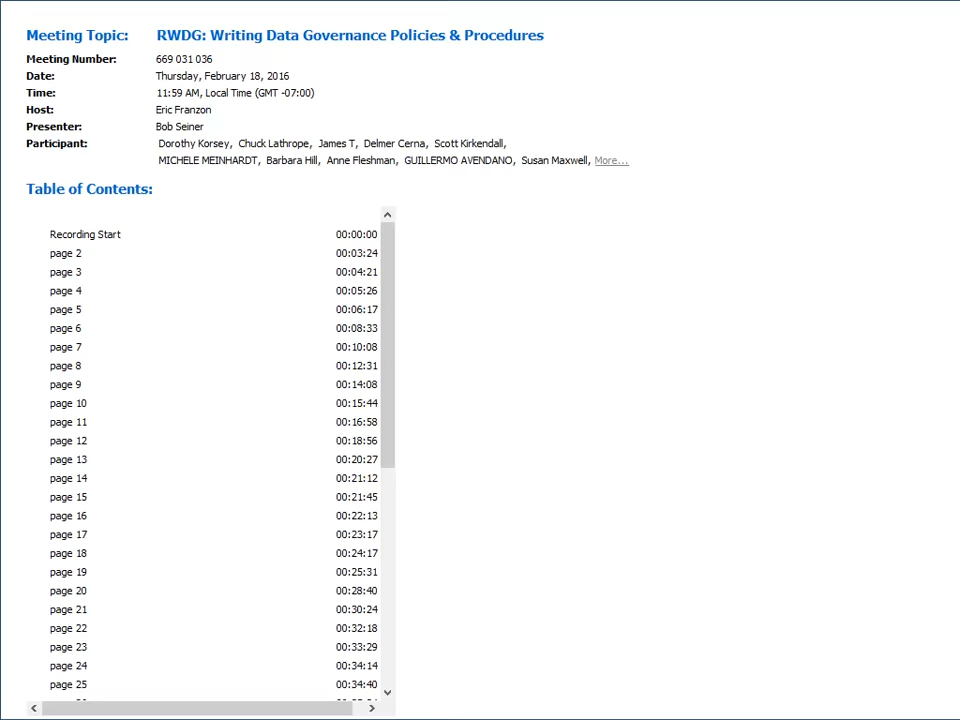 Meeting Topic: RWDG: Writing Data Governance Policies & Procedures
Meeting Number: 669 031 036
Date: Thursday, February 18, 2016
Time: 11:59 AM, Local Time (GMT -07:00)
Host: Eric Franzon
Presenter: Bob Seiner
Participant: Dorothy Korsey, Chuck Lathrope, James T, Delmer Cerna, Scott Kirkendall,
MICHELE MEINHARDT, Barbara Hill, Anne Fleshman, GUILLERMO AVENDANO, Susan Maxwell, More...
Table of Contents:
Recording Start 00:00:00
page 2 00:03:24
page 3 00:04:21
page 4 00:05:26
page 5 00:06:17
page 6 00:08:33
page 7 00:10:08
page 8 00:12:31
page 9 00:14:08
page 10 00:15:44
page 11 00:16:58
page 12 00:18:56
page 13 00:20:27
page 14 00:21:12
page 15 00:21:45
page 16 00:22:13
page 17 00:23:17
page 18 00:24:17
page 19 00:25:31
page 20 00:28:40
page 21 00:30:24
page 22 00:32:18
page 23 00:33:29
page 24 00:34:14
page 25 00:34:40